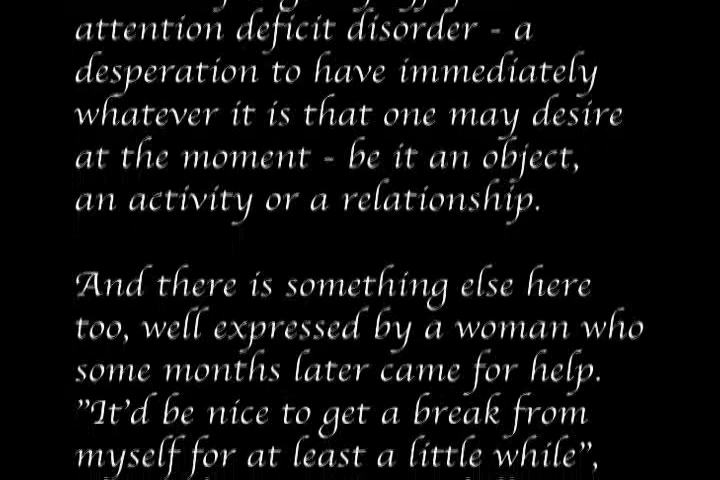 attention deficit disorder - a
desperation to have immediately
whatever it is that one may desire
at the moment - be it an object,
an activity or a relationship.
And there is something else here
too, well expressed by a woman who
some months later came for help.
"It'd be nice to get a break from
myself for at least a little while",